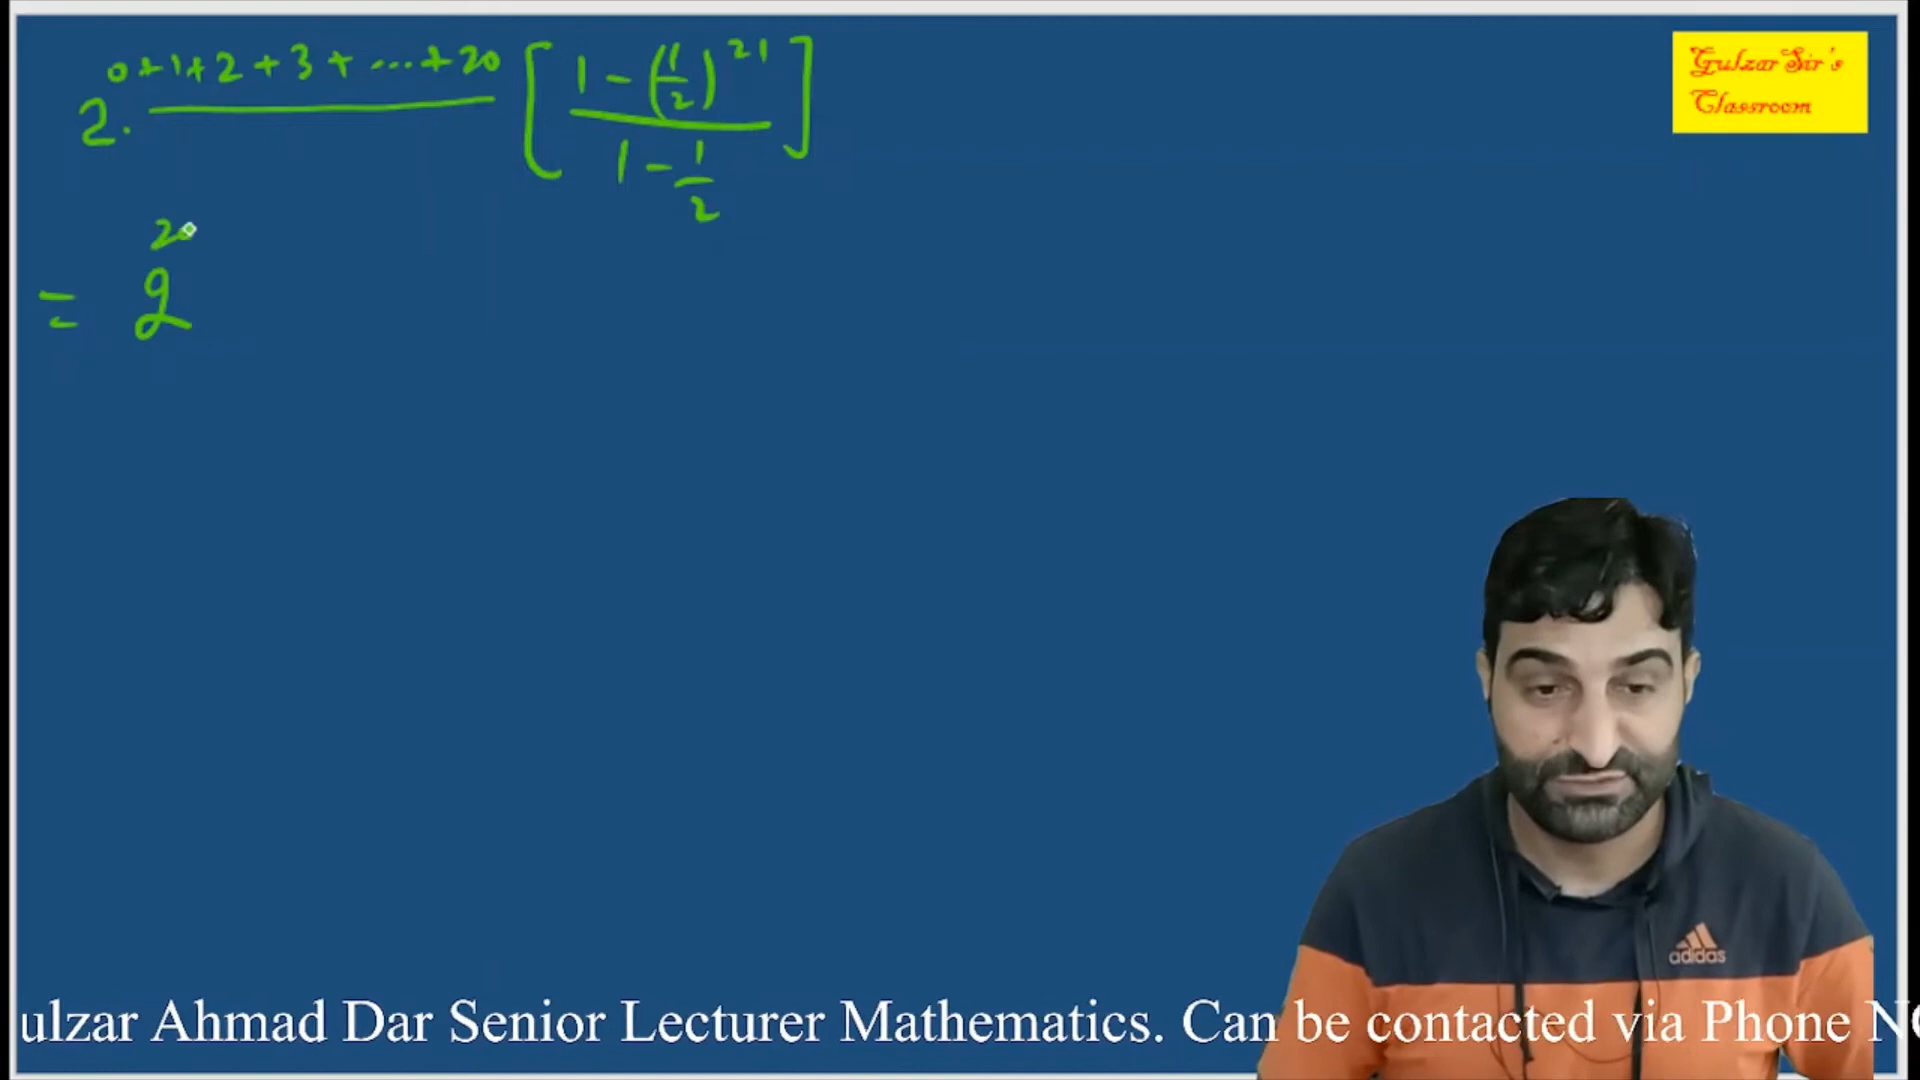 2. 0+1+2+3+...+20 [ 1-(1/2)^21 / 1-1/2 ]
= 2^20
Gulzar Sir's
Classroom
adidas
ulzar Ahmad Dar Senior Lecturer Mathematics. Can be contacted via Phone